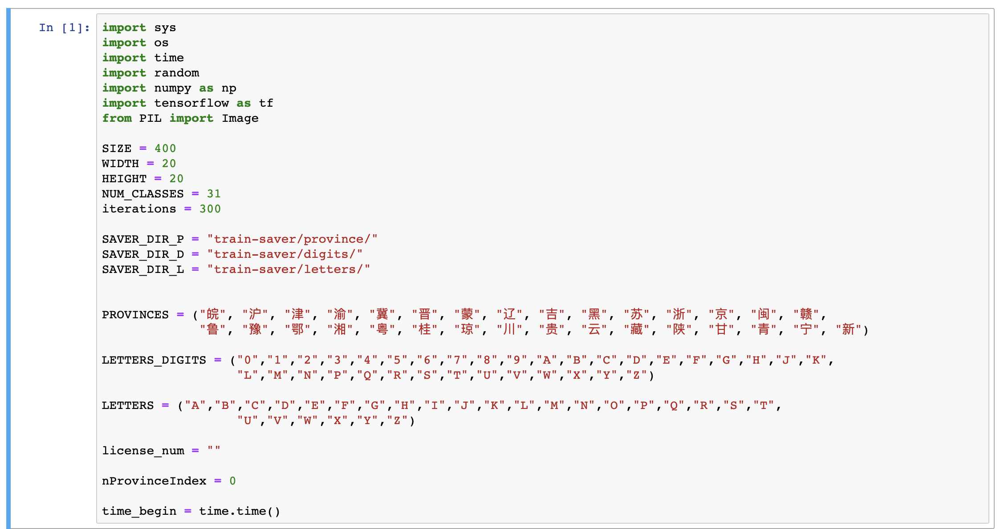 In [1]:
import sys
import os
import time
import random
import numpy as np
import tensorflow as tf
from PIL import Image
SIZE = 400
WIDTH = 20
HEIGHT = 20
NUM_CLASSES = 31
iterations = 300
SAVER_DIR_P = "train-saver/province/"
SAVER_DIR_D = "train-saver/digits/"
SAVER_DIR_L = "train-saver/letters/"
PROVINCES = ("皖", "沪", "津", "渝", "冀", "晋", "蒙", "辽", "吉", "黑", "苏", "浙", "京", "闽", "赣",
"鲁", "豫", "鄂", "湘", "粤", "桂", "琼", "川", "贵", "云", "藏", "陕", "甘", "青", "宁", "新")
LETTERS_DIGITS = ("0","1","2","3","4","5","6","7","8","9","A","B","C","D","E","F","G","H","J","K",
"L","M","N","P","Q","R","S","T","U","V","W","X","Y","Z")
LETTERS = ("A","B","C","D","E","F","G","H","I","J","K","L","M","N","O","P","Q","R","S","T",
"U","V","W","X","Y","Z")
license_num = ""
nProvinceIndex = 0
time_begin = time.time()